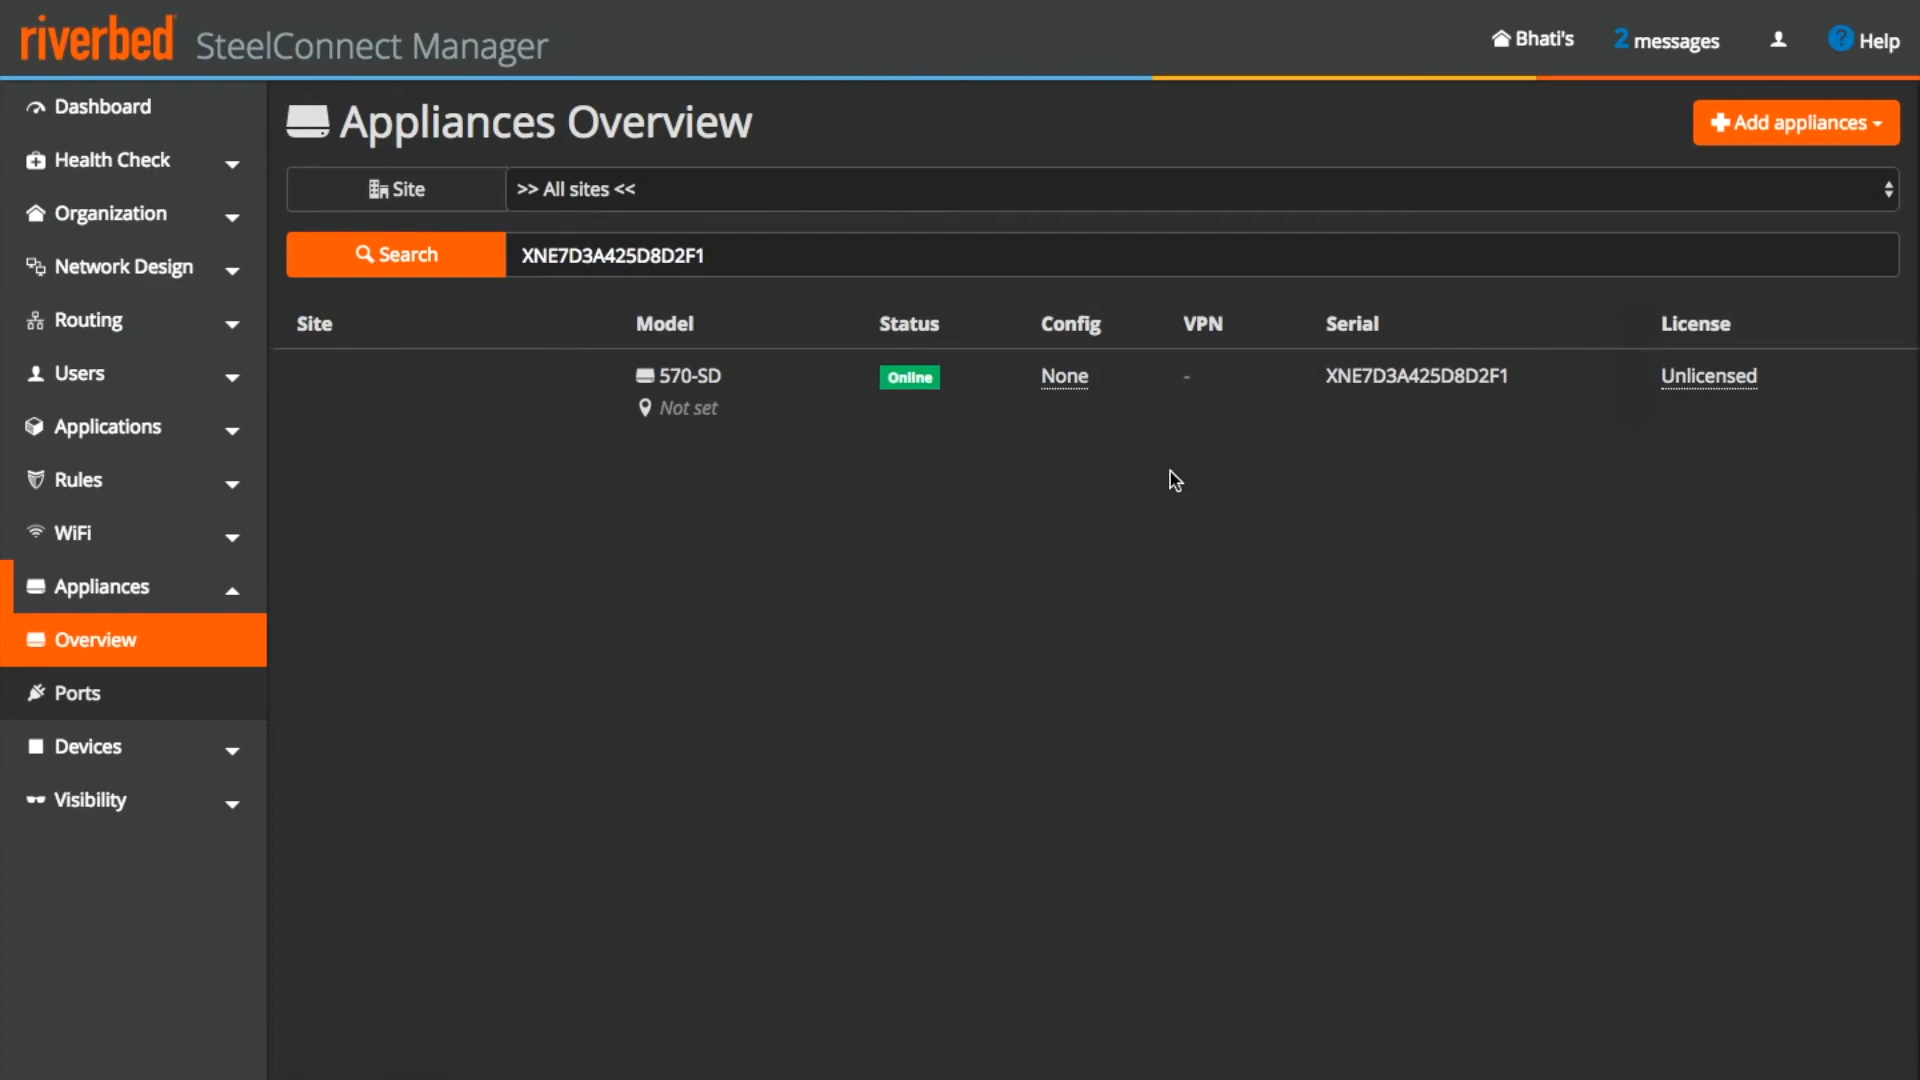 riverbed SteelConnect Manager
Bhati's 2 messages ? Help
Dashboard
Health Check
Organization
Network Design
Routing
Users
Applications
Rules
WiFi
Appliances
Overview
Ports
Devices
Visibility
Appliances Overview
Add appliances
Site >> All sites <<
Search XNE7D3A425D8D2F1
Site Model Status Config VPN Serial License
570-SD Online None - XNE7D3A425D8D2F1 Unlicensed
Not set